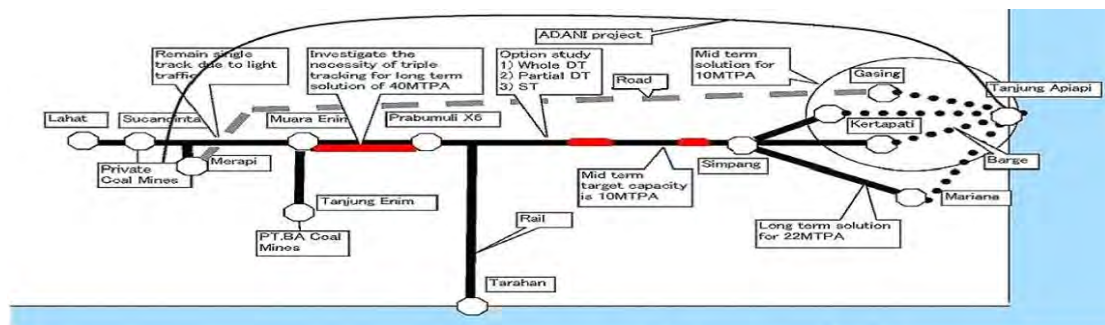 ADANI project
Remain single
track due to light
traffic
Investigate the
necessity of triple
tracking for long term
solution of 40MTPA
Option study
1) Whole DT
2) Partial DT
3) ST
Mid term
solution for
10MTPA
Road
Gasing
Tanjung Apiapi
Lahat
Sucancinta
Muara Enim
Prabumuli X6
Kertapati
Private
Coal Mines
Merapi
Simpang
Barge
Mid term
target capacity
is 10MTPA
Mariana
Tanjung Enim
PT.BA Coal
Mines
Rail
Long term solution
for 22MTPA
Tarahan